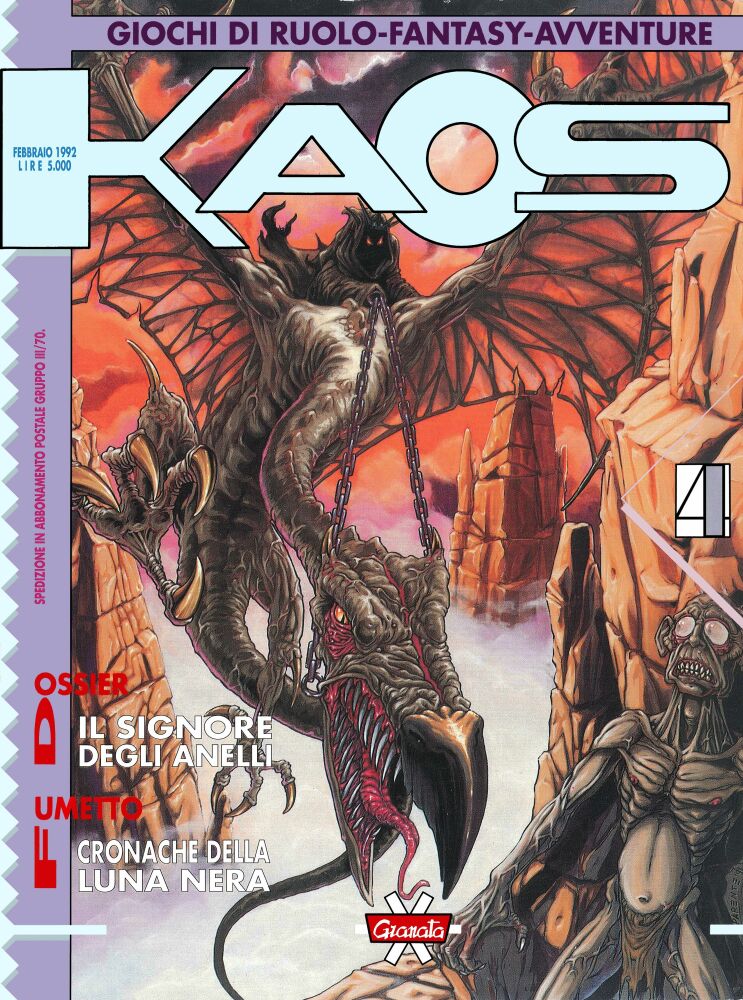 GIOCHI DI RUOLO-FANTASY-AVVENTURE
KAOS
FEBBRAIO 1992
LIRE 5.000
SPEDIZIONE IN ABBONAMENTO POSTALE GRUPPO III/70.
4
DOSSIER
IL SIGNORE
DEGLI ANELLI
FUMETTO
CRONACHE DELLA
LUNA NERA
Granata